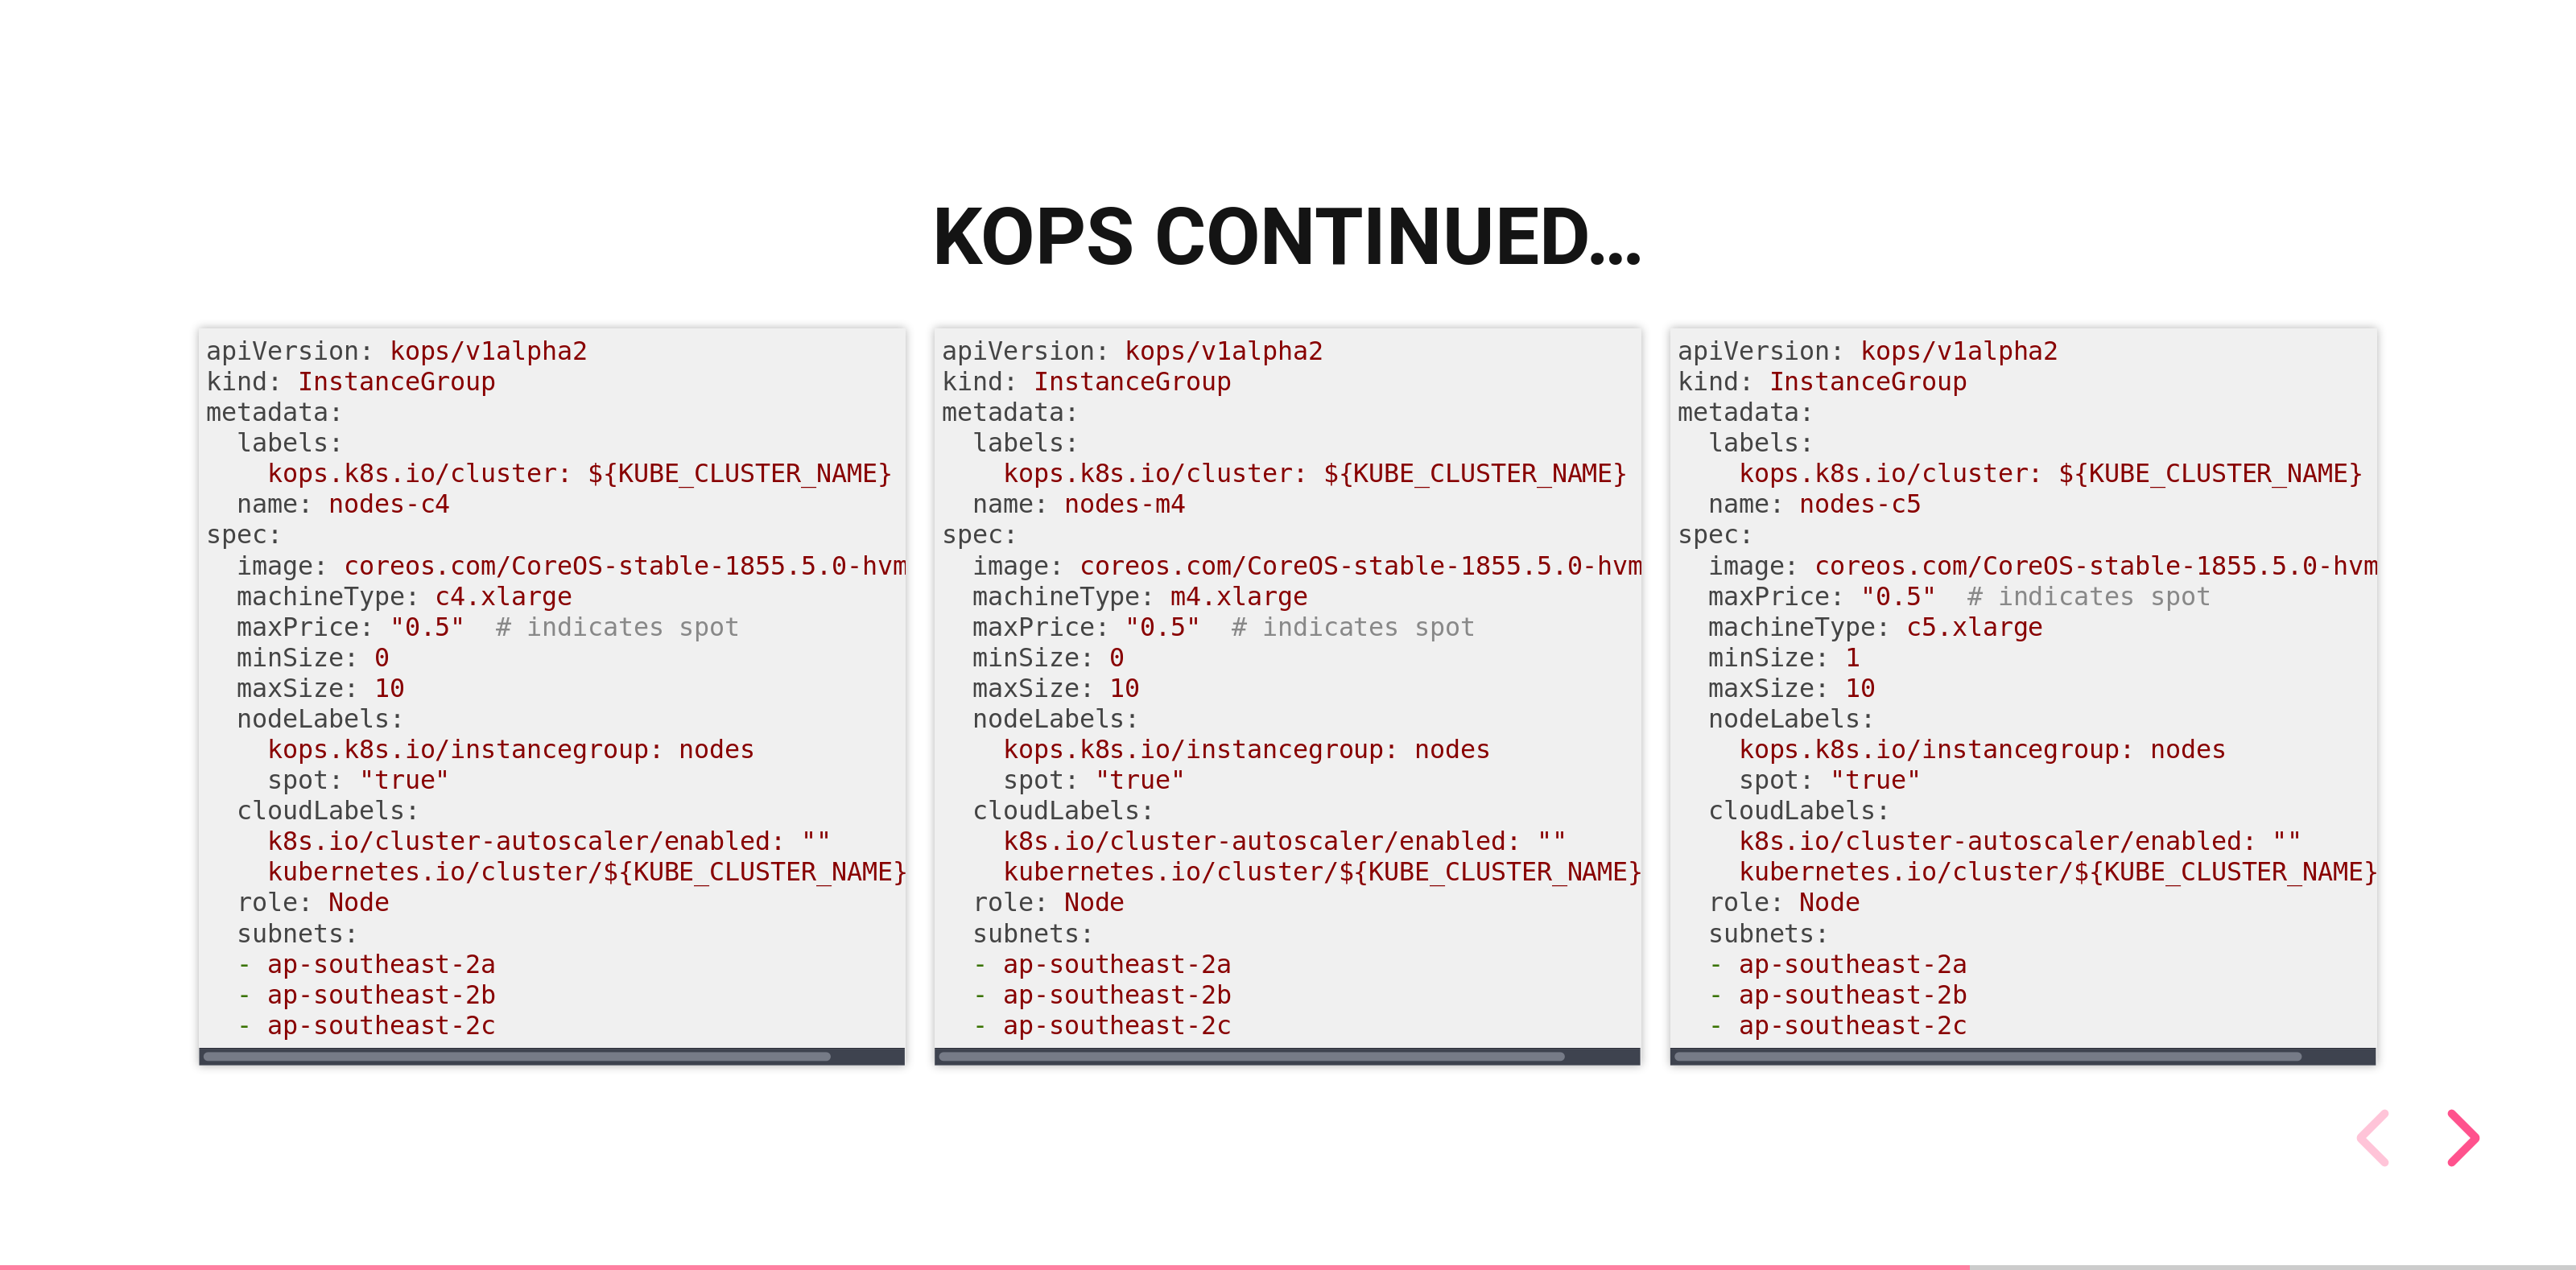 KOPS CONTINUED...
apiVersion: kops/v1alpha2
kind: InstanceGroup
metadata:
  labels:
    kops.k8s.io/cluster: ${KUBE_CLUSTER_NAME}
  name: nodes-c4
spec:
  image: coreos.com/CoreOS-stable-1855.5.0-hvm
  machineType: c4.xlarge
  maxPrice: "0.5"  # indicates spot
  minSize: 0
  maxSize: 10
  nodeLabels:
    kops.k8s.io/instancegroup: nodes
    spot: "true"
  cloudLabels:
    k8s.io/cluster-autoscaler/enabled: ""
    kubernetes.io/cluster/${KUBE_CLUSTER_NAME}
  role: Node
  subnets:
  - ap-southeast-2a
  - ap-southeast-2b
  - ap-southeast-2c
apiVersion: kops/v1alpha2
kind: InstanceGroup
metadata:
  labels:
    kops.k8s.io/cluster: ${KUBE_CLUSTER_NAME}
  name: nodes-m4
spec:
  image: coreos.com/CoreOS-stable-1855.5.0-hvm
  machineType: m4.xlarge
  maxPrice: "0.5"  # indicates spot
  minSize: 0
  maxSize: 10
  nodeLabels:
    kops.k8s.io/instancegroup: nodes
    spot: "true"
  cloudLabels:
    k8s.io/cluster-autoscaler/enabled: ""
    kubernetes.io/cluster/${KUBE_CLUSTER_NAME}
  role: Node
  subnets:
  - ap-southeast-2a
  - ap-southeast-2b
  - ap-southeast-2c
apiVersion: kops/v1alpha2
kind: InstanceGroup
metadata:
  labels:
    kops.k8s.io/cluster: ${KUBE_CLUSTER_NAME}
  name: nodes-c5
spec:
  image: coreos.com/CoreOS-stable-1855.5.0-hvm
  maxPrice: "0.5"  # indicates spot
  machineType: c5.xlarge
  minSize: 1
  maxSize: 10
  nodeLabels:
    kops.k8s.io/instancegroup: nodes
    spot: "true"
  cloudLabels:
    k8s.io/cluster-autoscaler/enabled: ""
    kubernetes.io/cluster/${KUBE_CLUSTER_NAME}
  role: Node
  subnets:
  - ap-southeast-2a
  - ap-southeast-2b
  - ap-southeast-2c